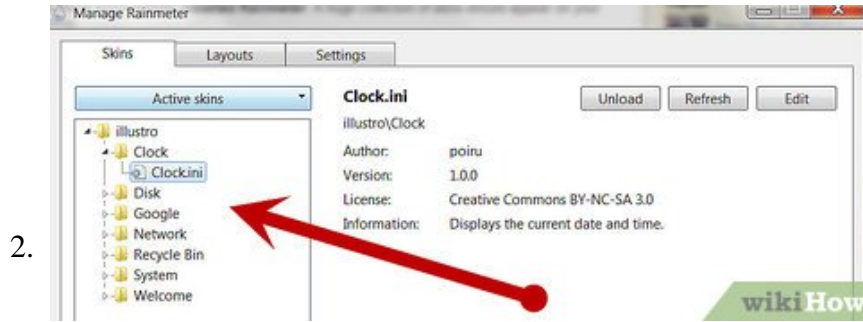 Manage Rainmeter
Skins Layouts Settings
Active skins
illustro
Clock
Clock.ini
Disk
Google
Network
Recycle Bin
System
Welcome
Clock.ini
Unload Refresh Edit
illustro\Clock
Author: poiru
Version: 1.0.0
License: Creative Commons BY-NC-SA 3.0
Information: Displays the current date and time.
2.
wikiHow